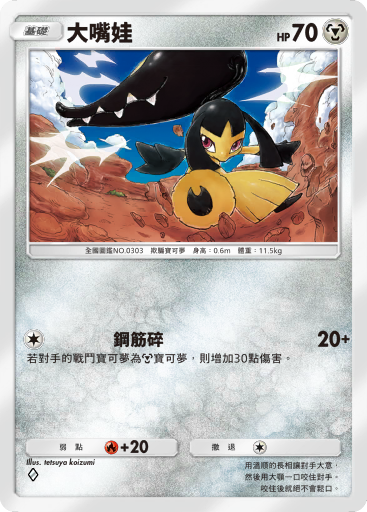 基礎 大嘴娃 HP 70
全國圖鑑NO.0303 欺騙寶可夢 身高：0.6m 體重：11.5kg
鋼筋碎 20+
若對手的戰鬥寶可夢為寶可夢，則增加30點傷害。
弱點 +20 撤退
Illus. tetsuya koizumi
用溫順的長相讓對手大意，
然後用大顎一口咬住對手。
咬住後就絕不會鬆口。